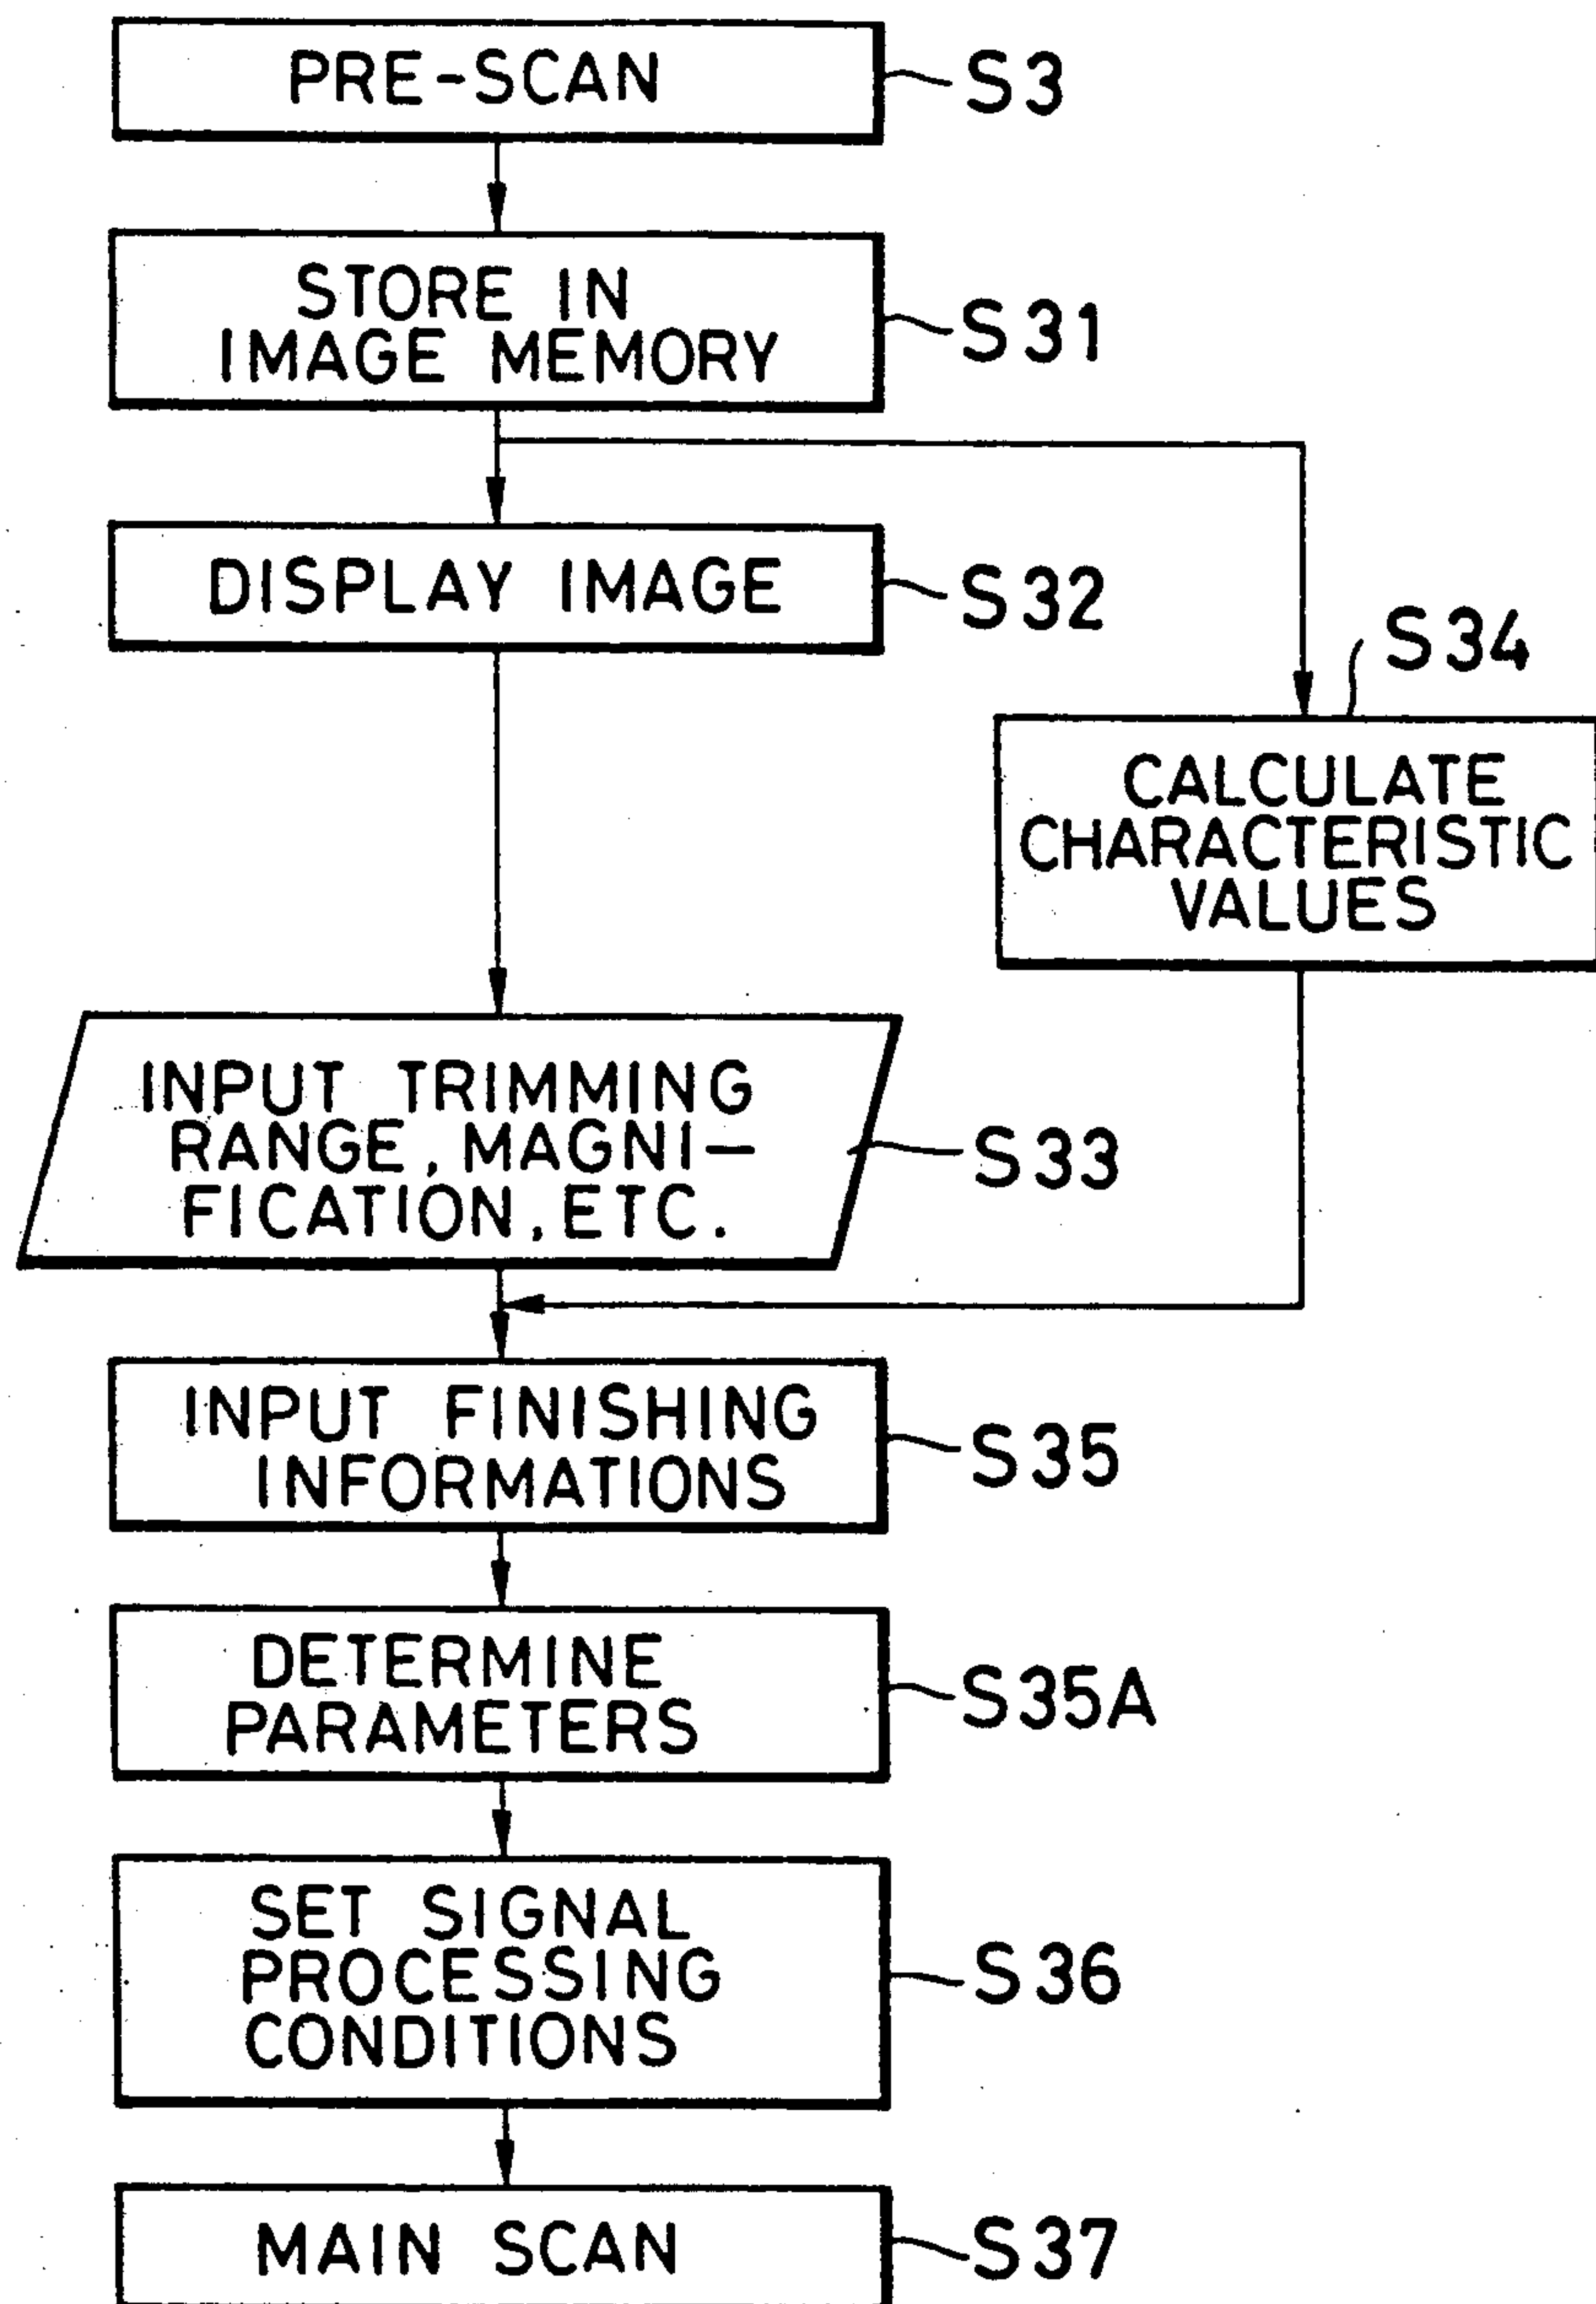 PRE-SCAN
S3
STORE IN
IMAGE MEMORY
S31
DISPLAY IMAGE
S32
S34
CALCULATE
CHARACTERISTIC
VALUES
INPUT TRIMMING
RANGE, MAGNI-
FICATION, ETC.
S33
INPUT FINISHING
INFORMATIONS
S35
DETERMINE
PARAMETERS
S35A
SET SIGNAL
PROCESSING
CONDITIONS
S36
MAIN SCAN
S37